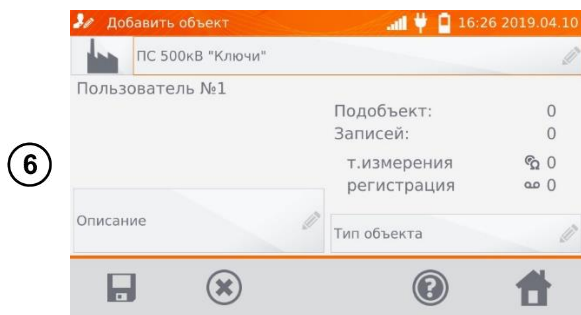 Добавить объект 16:26 2019.04.10
ПС 500кВ "Ключи"
Пользователь №1
Подобъект: 0
Записей: 0
т.измерения 0
регистрация 0
6
Описание
Тип объекта
?